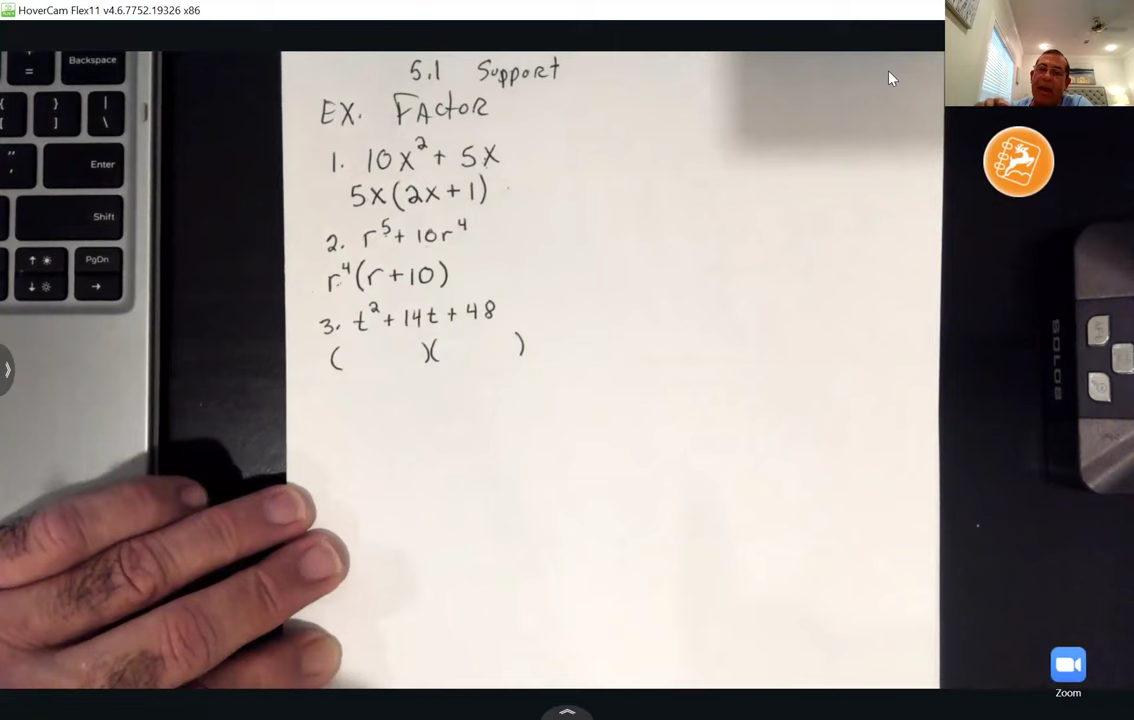 HoverCam Flex11 v4.6.7752.19326 x86
5.1 Support
EX. FActoR
1. 10x² + 5x
5x(2x+1)
2. r⁵ + 10r⁴
r⁴(r+10)
3. t² + 14t + 48
( )( )
+
=
Backspace
{
[
}
]
|
\
"
'
Enter
Shift
PgDn
SOLO8
Zoom